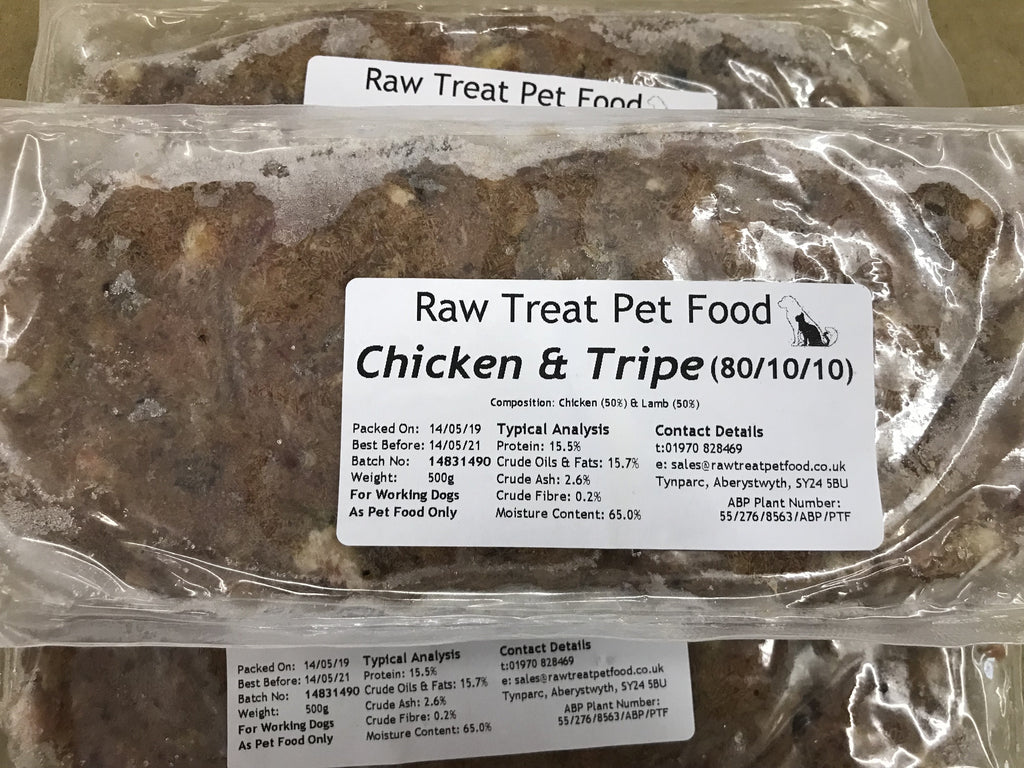 Raw Treat Pet Food
Raw Treat Pet Food
Chicken & Tripe (80/10/10)
Composition: Chicken (50%) & Lamb (50%)
Packed On: 14/05/19
Best Before: 14/05/21
Batch No: 14831490
Weight: 500g
For Working Dogs
As Pet Food Only
Typical Analysis
Protein: 15.5%
Crude Oils & Fats: 15.7%
Crude Ash: 2.6%
Crude Fibre: 0.2%
Moisture Content: 65.0%
Contact Details
t:01970 828469
e: sales@rawtreatpetfood.co.uk
Tynparc, Aberystwyth, SY24 5BU
ABP Plant Number:
55/276/8563/ABP/PTF
Packed On: 14/05/19
Best Before: 14/05/21
Batch No: 14831490
Weight: 500g
For Working Dogs
As Pet Food Only
Typical Analysis
Protein: 15.5%
Crude Oils & Fats: 15.7%
Crude Ash: 2.6%
Crude Fibre: 0.2%
Moisture Content: 65.0%
Contact Details
t:01970 828469
e: sales@rawtreatpetfood.co.uk
Tynparc, Aberystwyth, SY24 5BU
ABP Plant Number:
55/276/8563/ABP/PTF